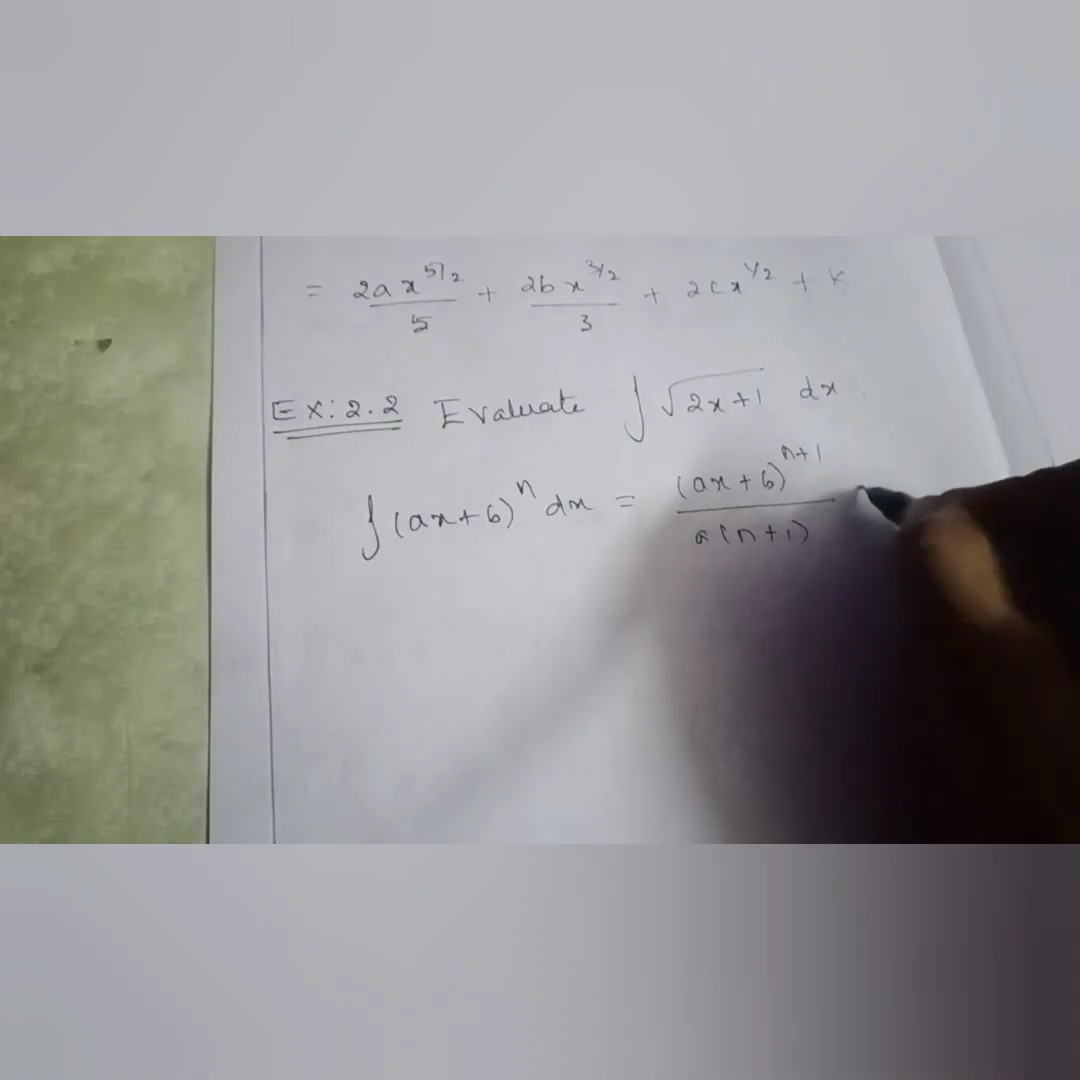 = 2ax^5/2 / 5 + 2bx^3/2 / 3 + 2cx^1/2 + k
Ex: 2.2 Evaluate ∫ √2x+1 dx.
∫ (ax+b)^n dx = (ax+b)^n+1 / a(n+1)